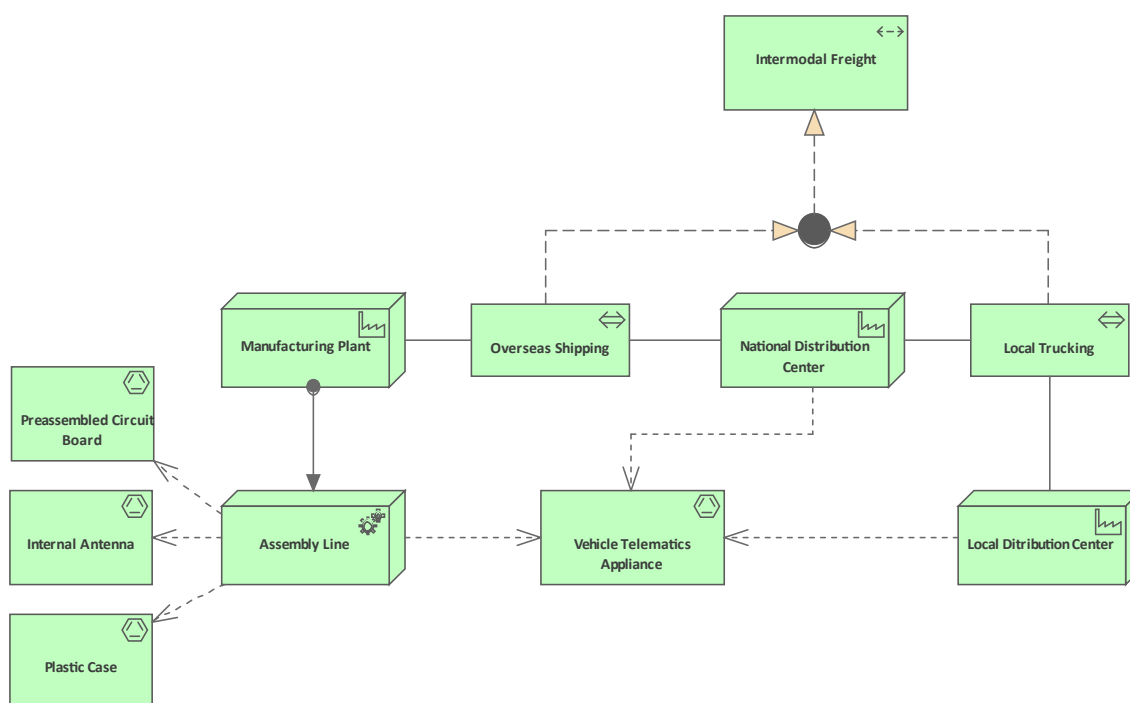 Intermodal Freight
Manufacturing Plant
Overseas Shipping
National Distribution
Center
Local Trucking
Preassembled Circuit
Board
Internal Antenna
Assembly Line
Vehicle Telematics
Appliance
Local Ditribution Center
Plastic Case